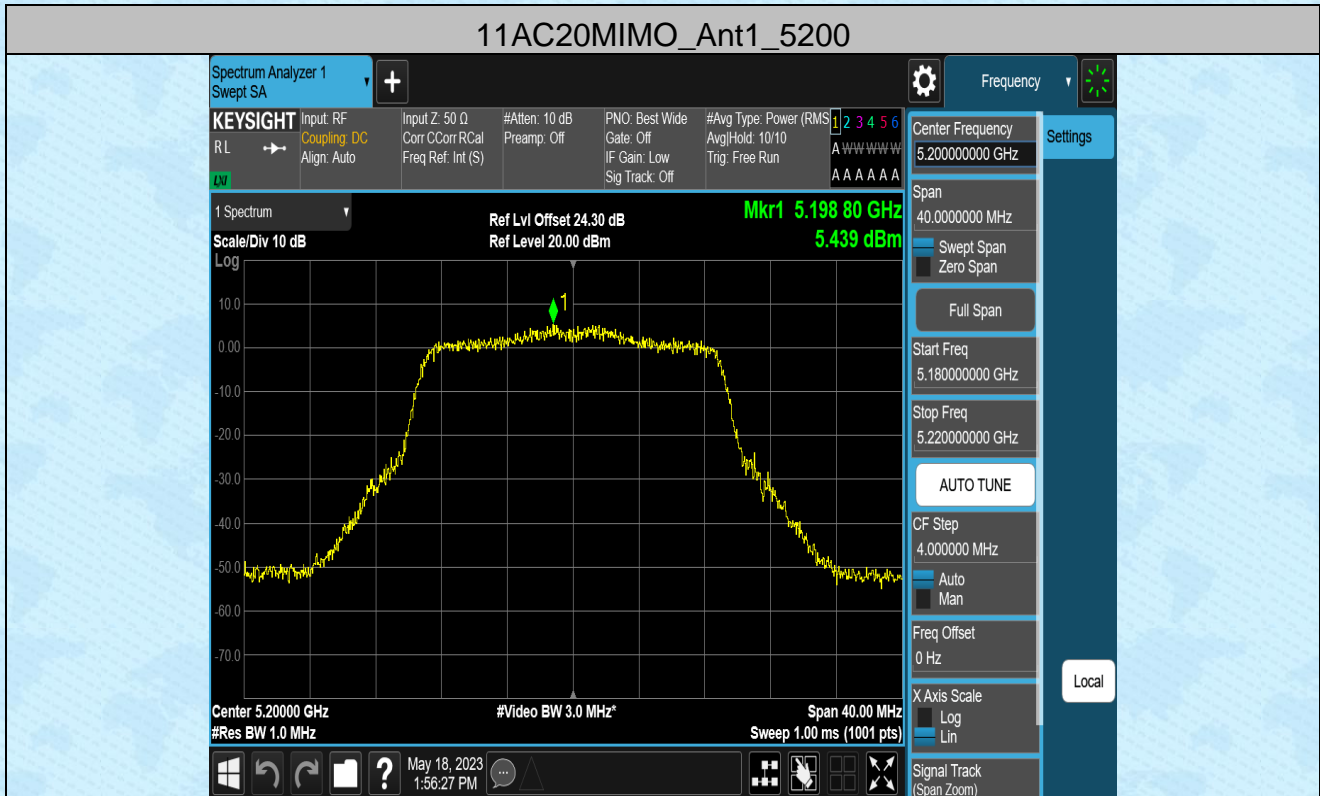 11AC20MIMO_Ant1_5200
Spectrum Analyzer 1
Swept SA
Frequency
KEYSIGHT
R L
LXI
Input: RF
Coupling: DC
Align: Auto
Input Z: 50 Ω
Corr CCorr RCal
Freq Ref: Int (S)
#Atten: 10 dB
Preamp: Off
PNO: Best Wide
Gate: Off
IF Gain: Low
Sig Track: Off
#Avg Type: Power (RMS
Avg|Hold: 10/10
Trig: Free Run
1 2 3 4 5 6
A W W W W W
A A A A A A
1 Spectrum
Scale/Div 10 dB
Log
Ref Lvl Offset 24.30 dB
Ref Level 20.00 dBm
Mkr1 5.198 80 GHz
5.439 dBm
1
10.0
0.00
-10.0
-20.0
-30.0
-40.0
-50.0
-60.0
-70.0
Center 5.20000 GHz
#Res BW 1.0 MHz
#Video BW 3.0 MHz*
Span 40.00 MHz
Sweep 1.00 ms (1001 pts)
?
May 18, 2023
1:56:27 PM
Center Frequency
5.200000000 GHz
Settings
Span
40.0000000 MHz
Swept Span
Zero Span
Full Span
Start Freq
5.180000000 GHz
Stop Freq
5.220000000 GHz
AUTO TUNE
CF Step
4.000000 MHz
Auto
Man
Freq Offset
0 Hz
X Axis Scale
Log
Lin
Local
Signal Track
(Span Zoom)